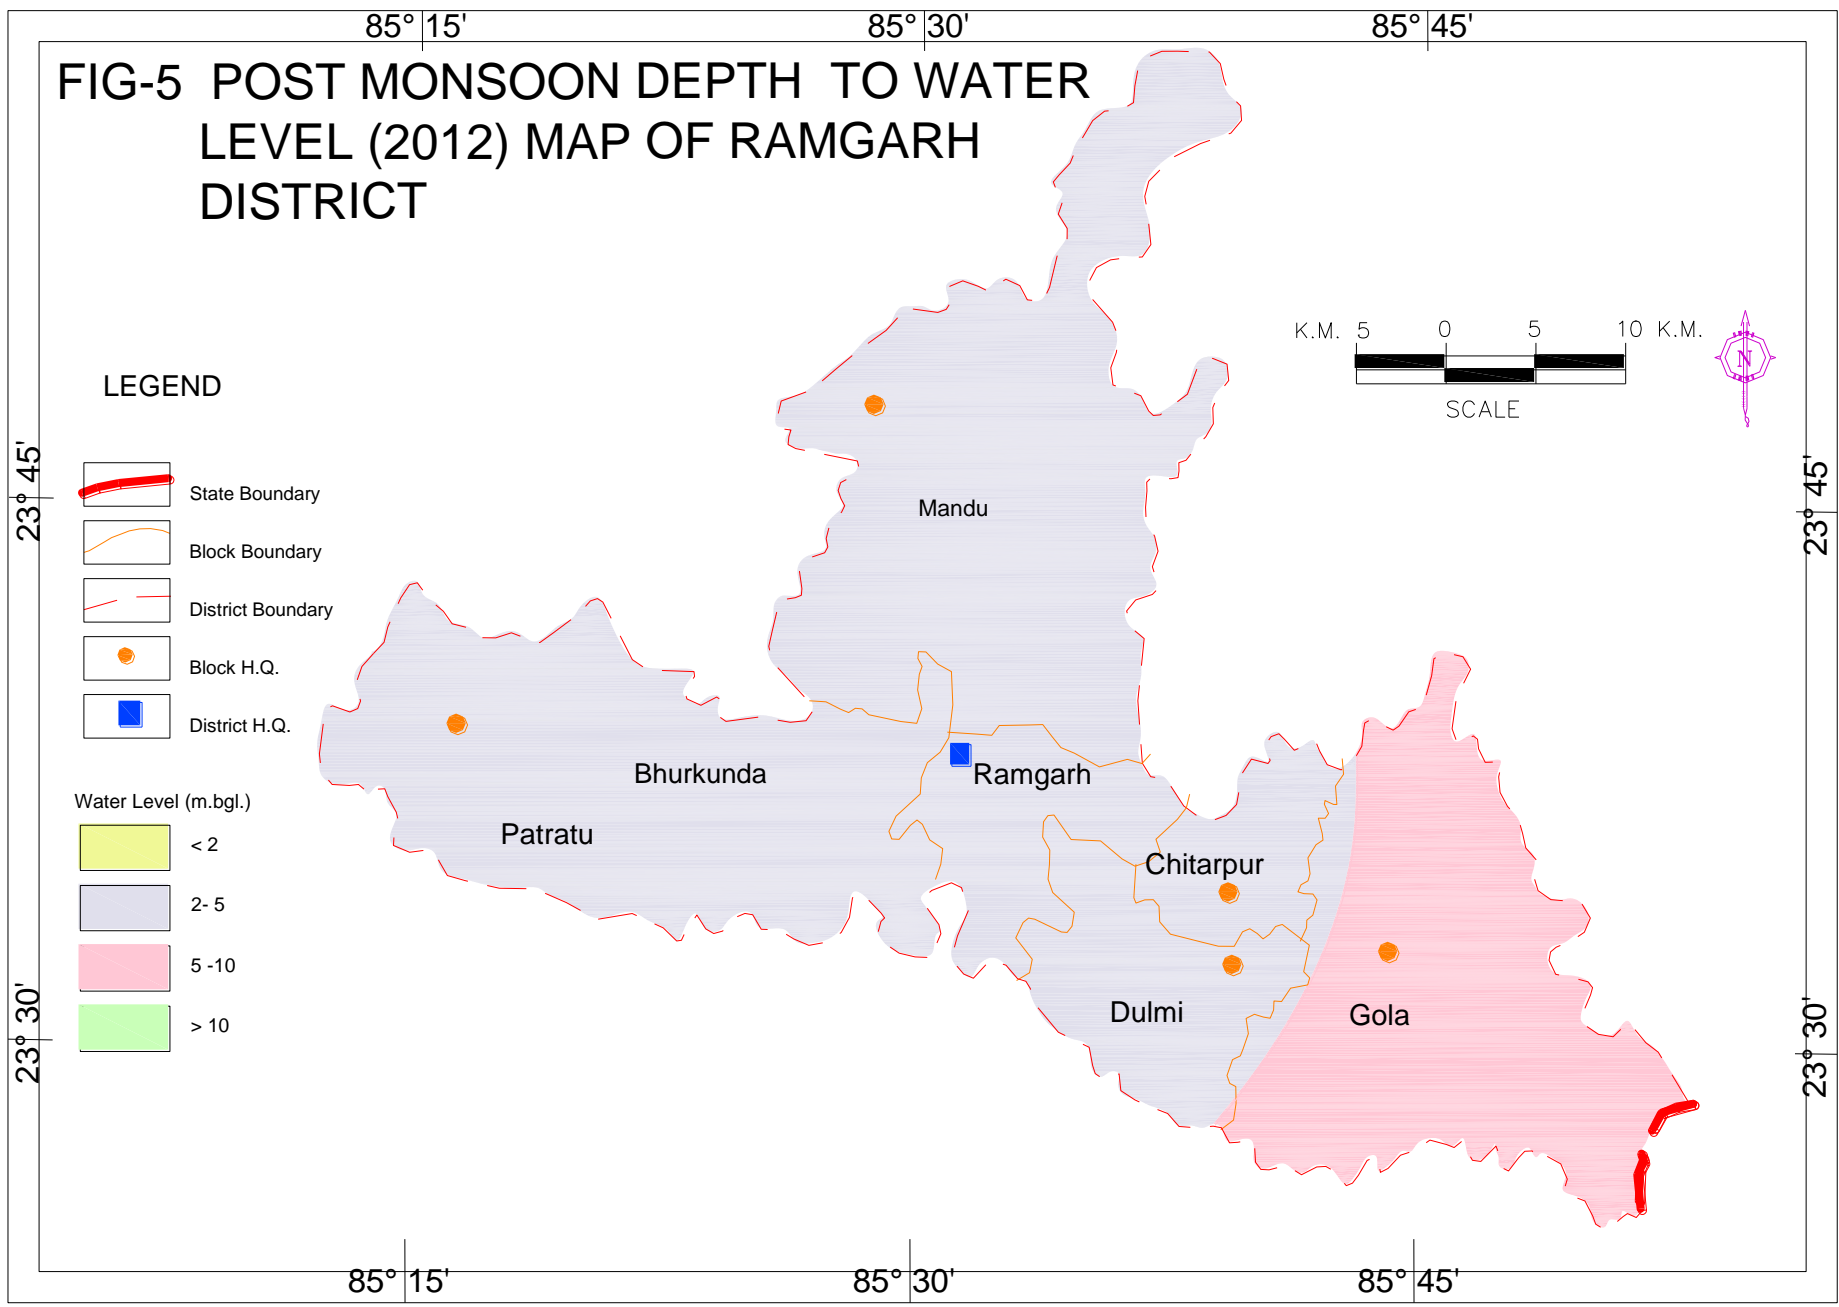 85° 15'
85° 30'
85° 45'
FIG-5 POST MONSOON DEPTH TO WATER
LEVEL (2012) MAP OF RAMGARH
DISTRICT
K.M. 5 0 5 10 K.M.
SCALE
N
LEGEND
State Boundary
Block Boundary
District Boundary
Block H.Q.
District H.Q.
Water Level (m.bgl.)
< 2
2- 5
5 -10
> 10
23° 45'
23° 45'
23° 30'
23° 30'
Mandu
Bhurkunda
Ramgarh
Patratu
Chitarpur
Dulmi
Gola
85° 15'
85° 30'
85° 45'